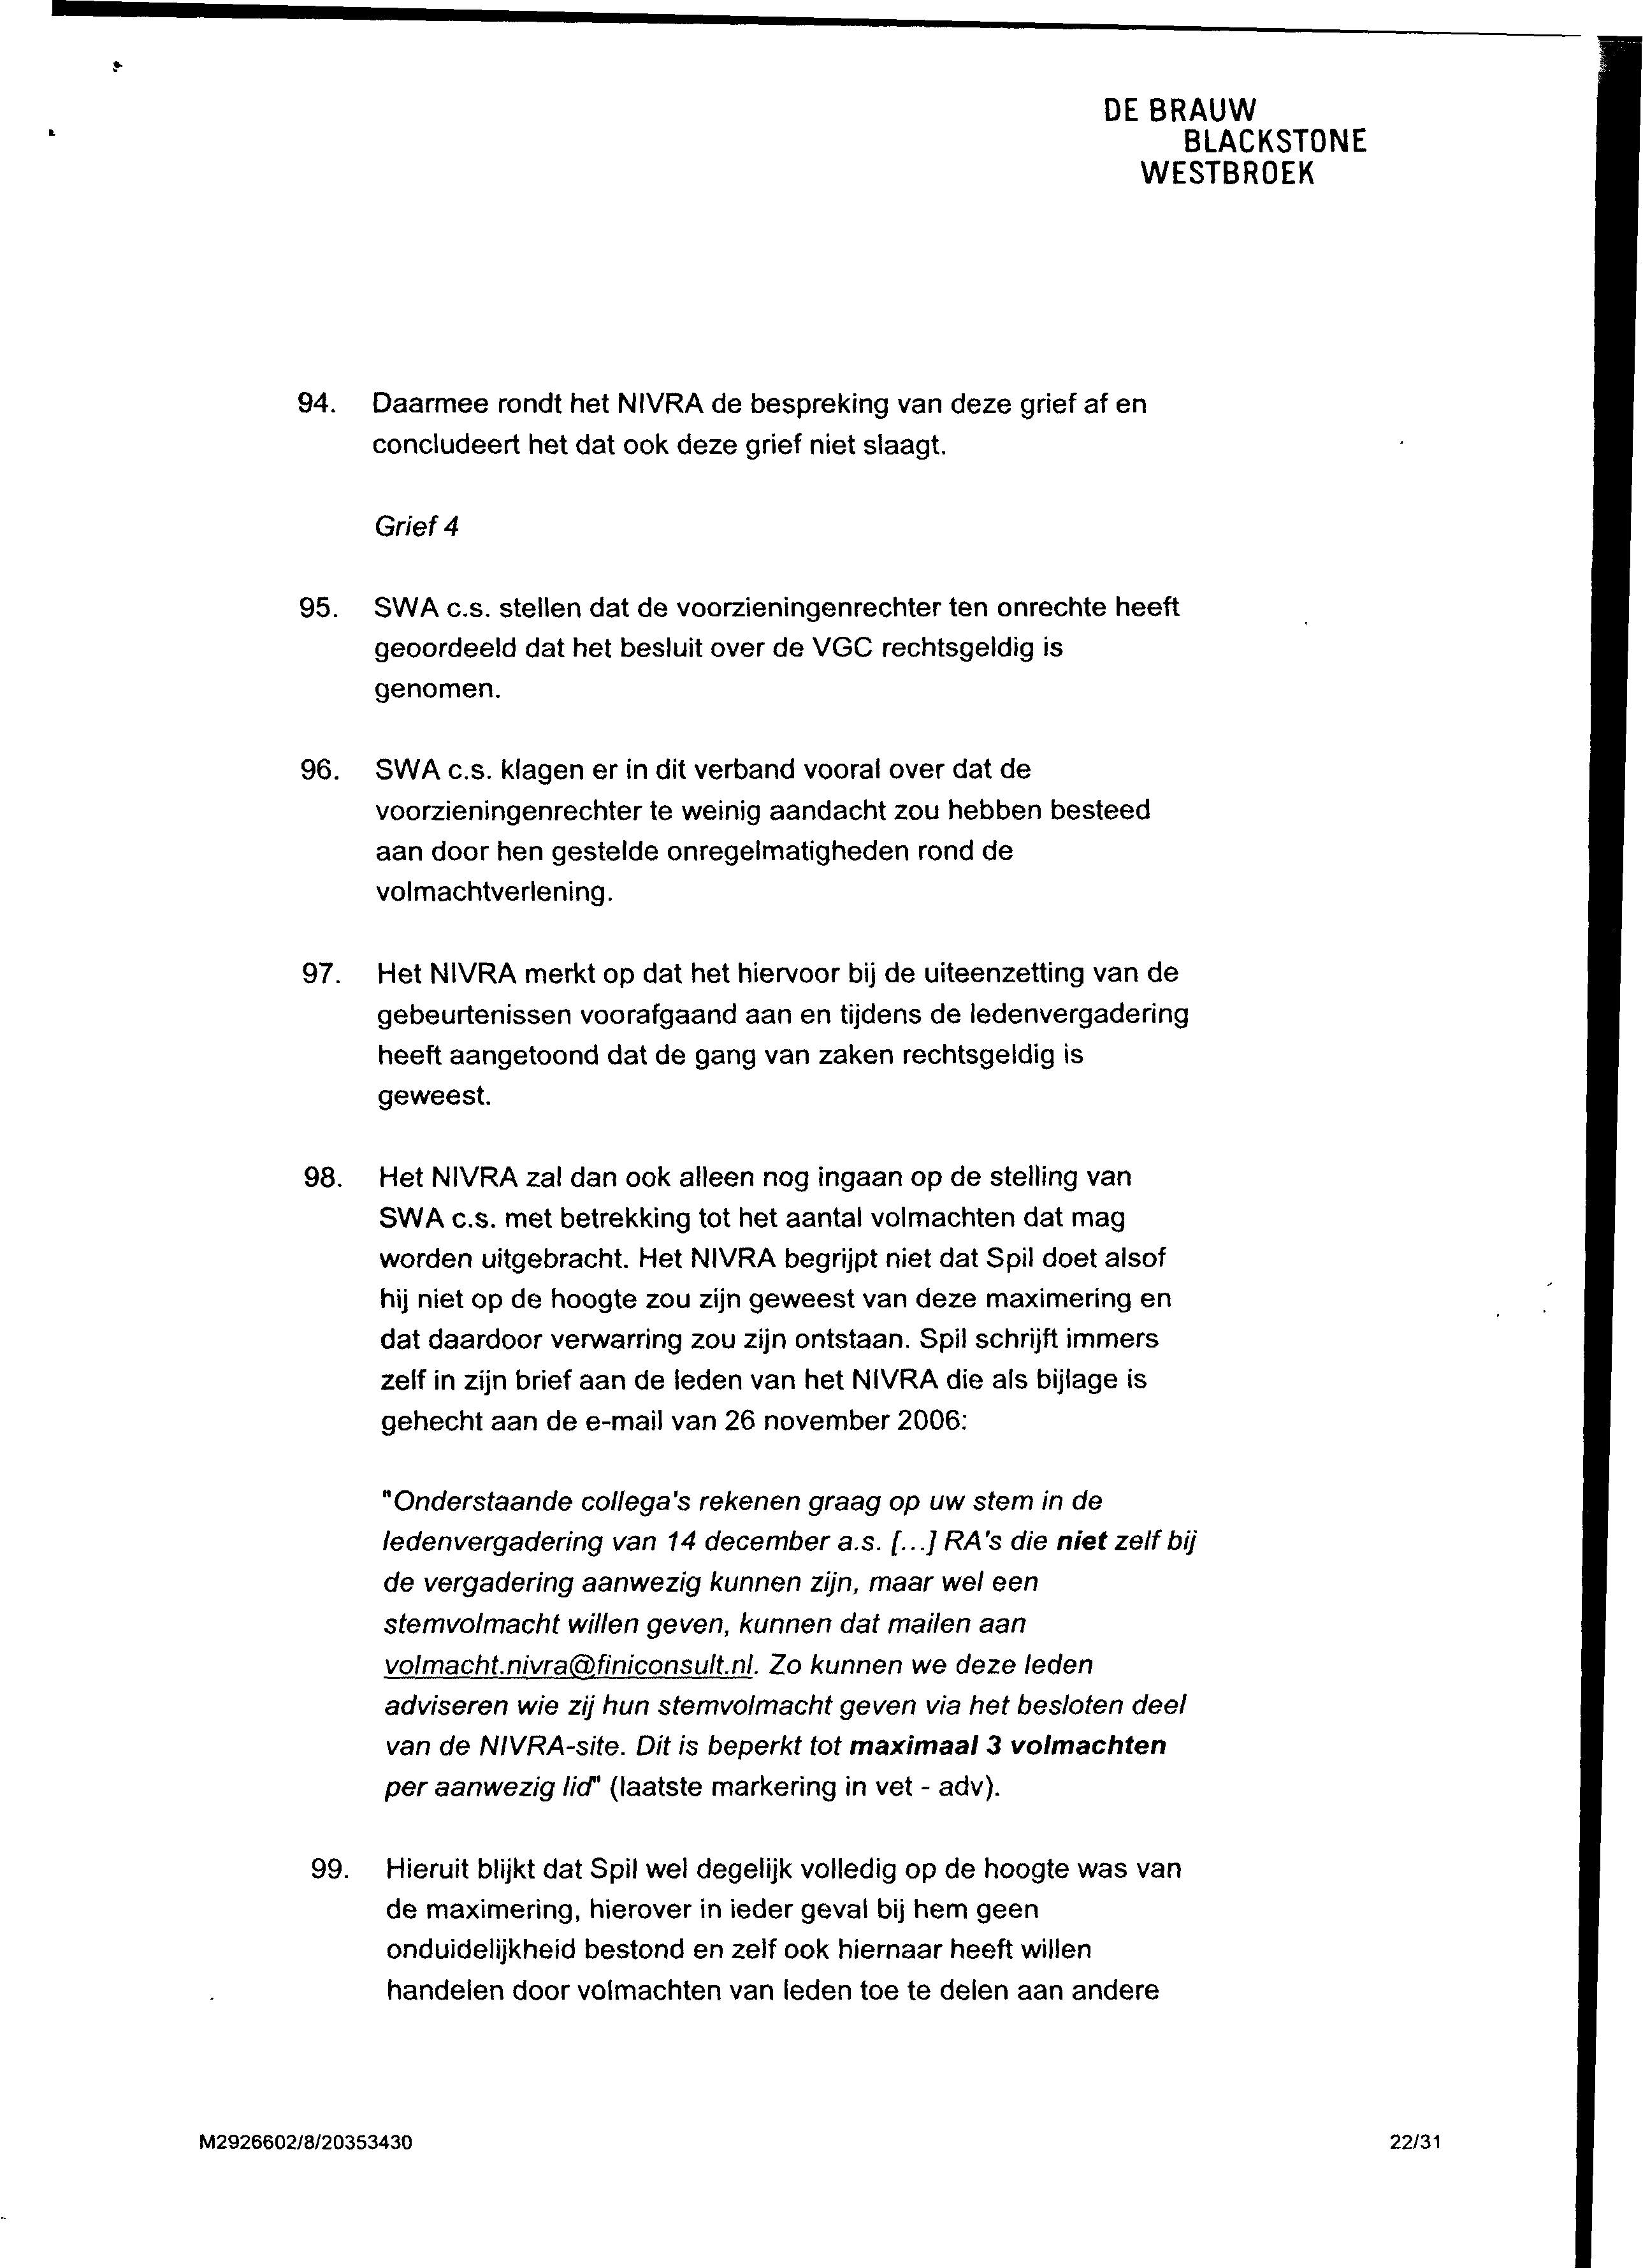 DE BRAUW
BLACKSTONE
WESTBROEK
94. Daarmee rondt het NIVRA de bespreking van deze grief af en
concludeert het dat ook deze grief niet slaagt.
Grief 4
95. SWA c.s. stellen dat de voorzieningenrechter ten onrechte heeft
geoordeeld dat het besluit over de VGC rechtsgeldig is
genomen.
96. SWA c.s. klagen er in dit verband vooral over dat de
voorzieningenrechter te weinig aandacht zou hebben besteed
aan door hen gestelde onregelmatigheden rond de
volmachtverlening.
97. Het NIVRA merkt op dat het hiervoor bij de uiteenzetting van de
gebeurtenissen voorafgaand aan en tijdens de ledenvergadering
heeft aangetoond dat de gang van zaken rechtsgeldig is
geweest.
98. Het NIVRA zal dan ook alleen nog ingaan op de stelling van
SWA c.s. met betrekking tot het aantal volmachten dat mag
worden uitgebracht. Het NIVRA begrijpt niet dat Spil doet alsof
hij niet op de hoogte zou zijn geweest van deze maximering en
dat daardoor verwarring zou zijn ontstaan. Spil schrijft immers
zelf in zijn brief aan de leden van het NIVRA die als bijlage is
gehecht aan de e-mail van 26 november 2006:
"Onderstaande collega's rekenen graag op uw stem in de
ledenvergadering van 14 december a.s. [...] RA's die niet zelf bij
de vergadering aanwezig kunnen zijn, maar wel een
stemvolmacht willen geven, kunnen dat mailen aan
volmacht.nivra@finiconsult.nl. Zo kunnen we deze leden
adviseren wie zij hun stemvolmacht geven via het besloten deel
van de NIVRA-site. Dit is beperkt tot maximaal 3 volmachten
per aanwezig lid" (laatste markering in vet - adv).
99. Hieruit blijkt dat Spil wel degelijk volledig op de hoogte was van
de maximering, hierover in ieder geval bij hem geen
onduidelijkheid bestond en zelf ook hiernaar heeft willen
handelen door volmachten van leden toe te delen aan andere
M2926602/8/20353430
22/31